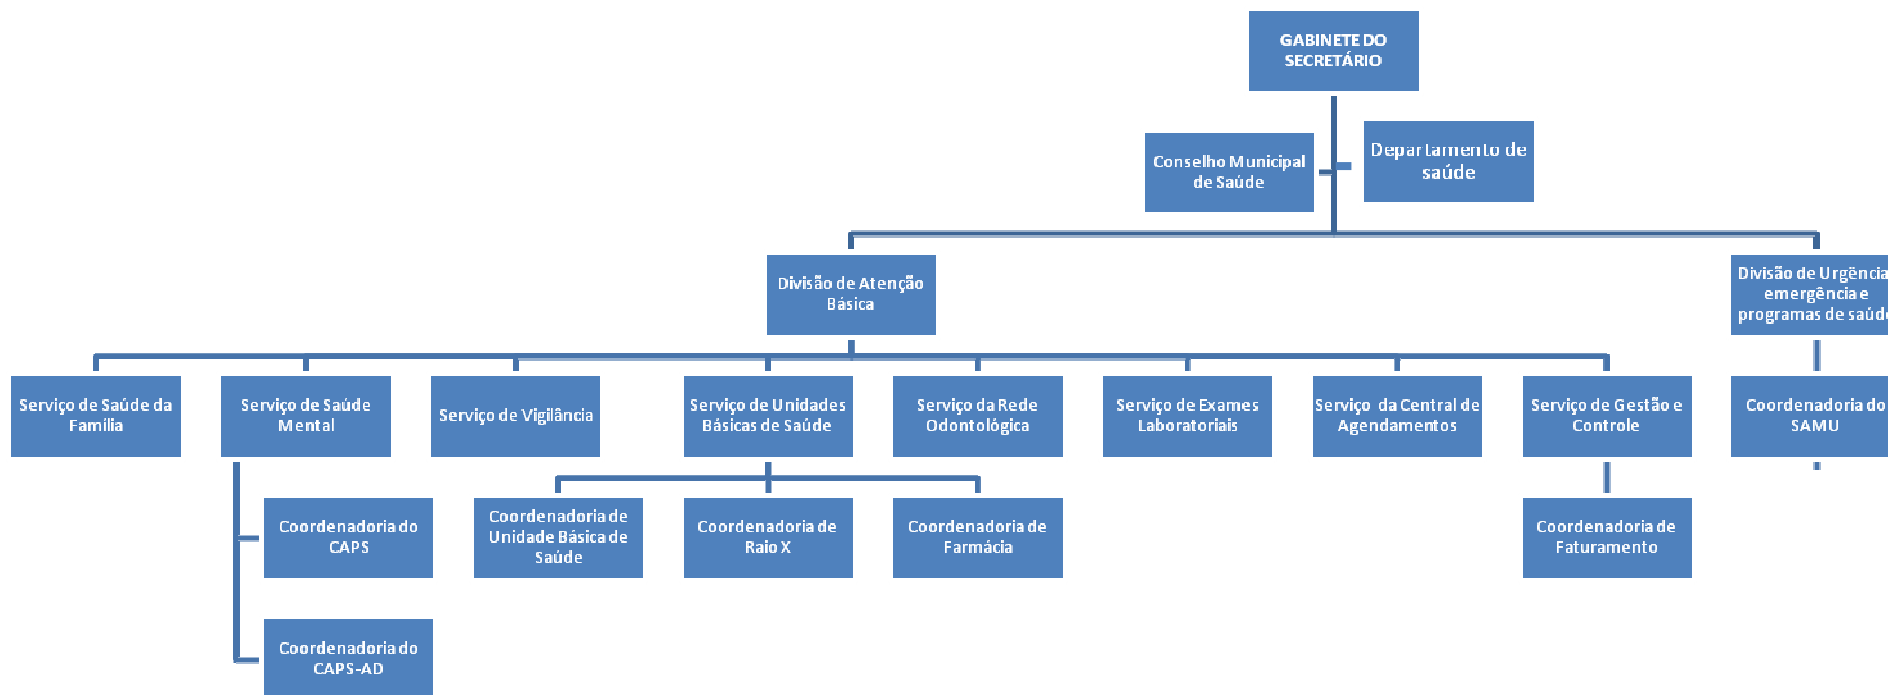 GABINETE DO
SECRETÁRIO
Conselho Municipal
de Saúde
Departamento de
saúde
Divisão de Atenção
Básica
Divisão de Urgência
emergência e
programas de saúde
Serviço de Saúde da
Família
Serviço de Saúde
Mental
Serviço de Vigilância
Serviço de Unidades
Básicas de Saúde
Serviço da Rede
Odontológica
Serviço de Exames
Laboratoriais
Serviço da Central de
Agendamentos
Serviço de Gestão e
Controle
Coordenadoria do
SAMU
Coordenadoria do
CAPS
Coordenadoria de
Unidade Básica de
Saúde
Coordenadoria de
Raio X
Coordenadoria de
Farmácia
Coordenadoria de
Faturamento
Coordenadoria do
CAPS-AD